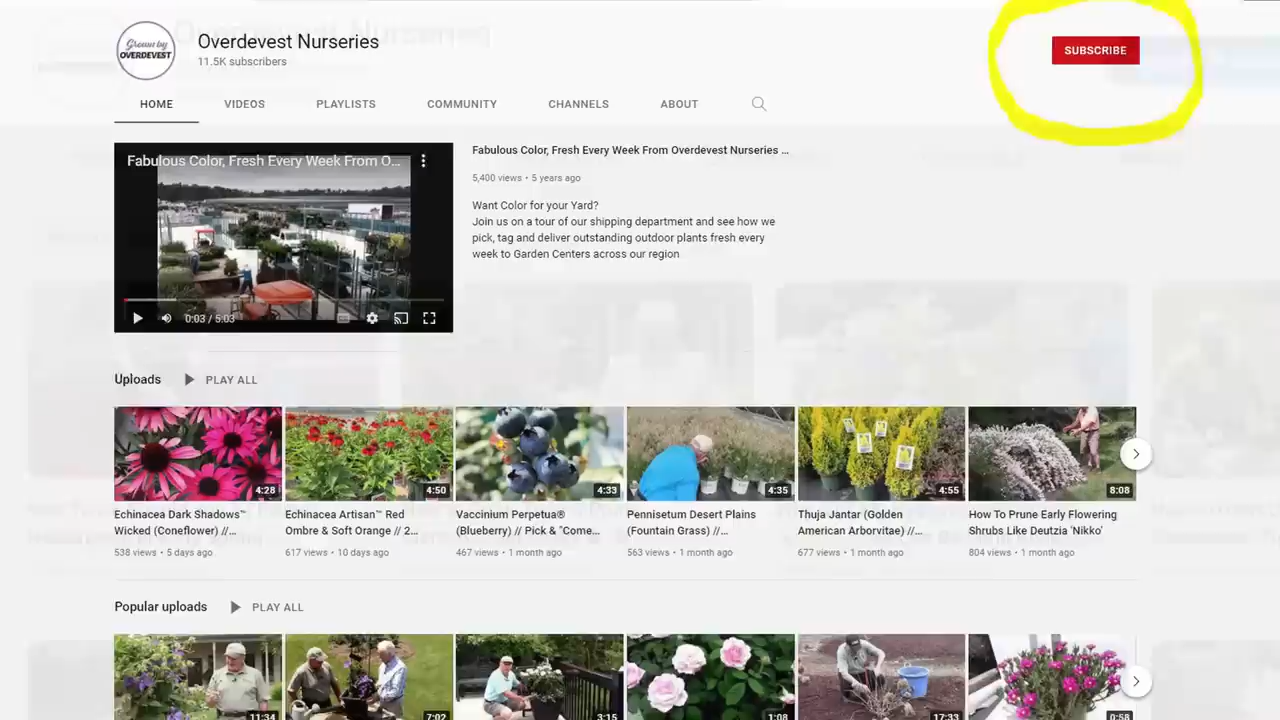 Grown by
OVERDEVEST
Overdevest Nurseries
11.5K subscribers
SUBSCRIBE
HOME
VIDEOS
PLAYLISTS
COMMUNITY
CHANNELS
ABOUT
Fabulous Color, Fresh Every Week From O...
0:03 / 5:03
Fabulous Color, Fresh Every Week From Overdevest Nurseries ...
5,400 views • 5 years ago
Want Color for your Yard?
Join us on a tour of our shipping department and see how we
pick, tag and deliver outstanding outdoor plants fresh every
week to Garden Centers across our region
Uploads
PLAY ALL
4:28
Echinacea Dark Shadows™
Wicked (Coneflower) //...
538 views • 5 days ago
4:50
Echinacea Artisan™ Red
Ombre & Soft Orange // 2...
617 views • 10 days ago
4:33
Vaccinium Perpetua®
(Blueberry) // Pick & "Come...
467 views • 1 month ago
4:35
Pennisetum Desert Plains
(Fountain Grass) //...
563 views • 1 month ago
4:55
Thuja Jantar (Golden
American Arborvitae) //...
677 views • 1 month ago
8:08
How To Prune Early Flowering
Shrubs Like Deutzia 'Nikko'
804 views • 1 month ago
Popular uploads
PLAY ALL
11:34
7:02
3:15
1:08
17:33
0:58